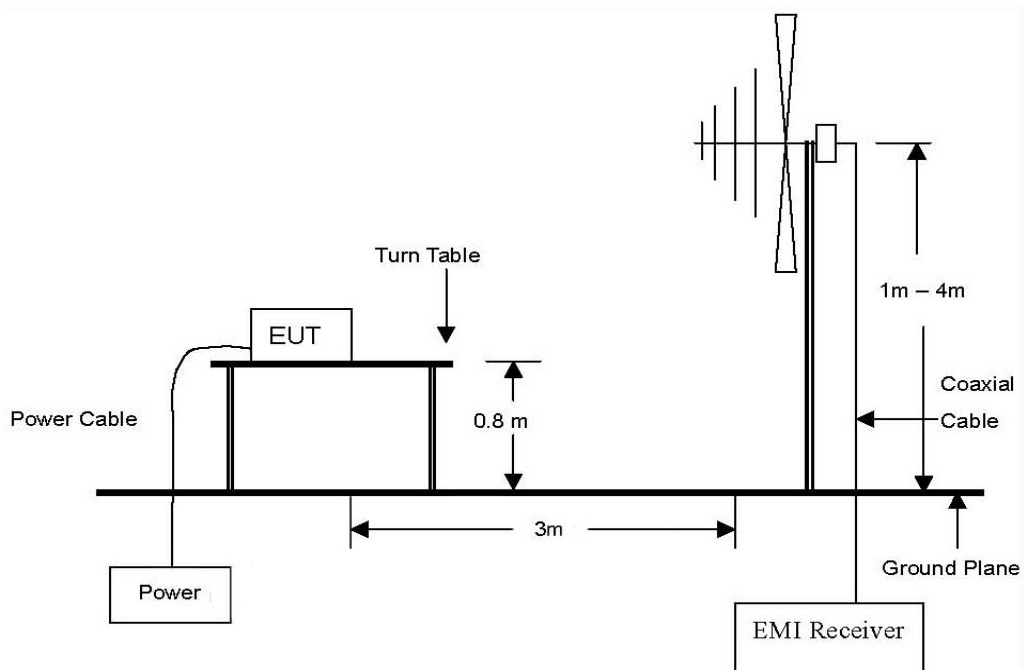 Turn Table
EUT
1m – 4m
Coaxial
Cable
Power Cable
0.8 m
3m
Ground Plane
Power
EMI Receiver